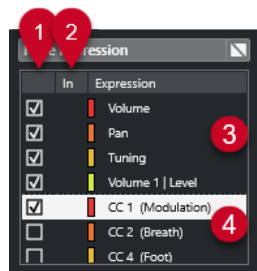 1 2
ression
In Expression
Volume
Pan
3
Tuning
Volume 1 | Level
CC 1 (Modulation)
4
CC 2 (Breath)
CC 4 (Foot)